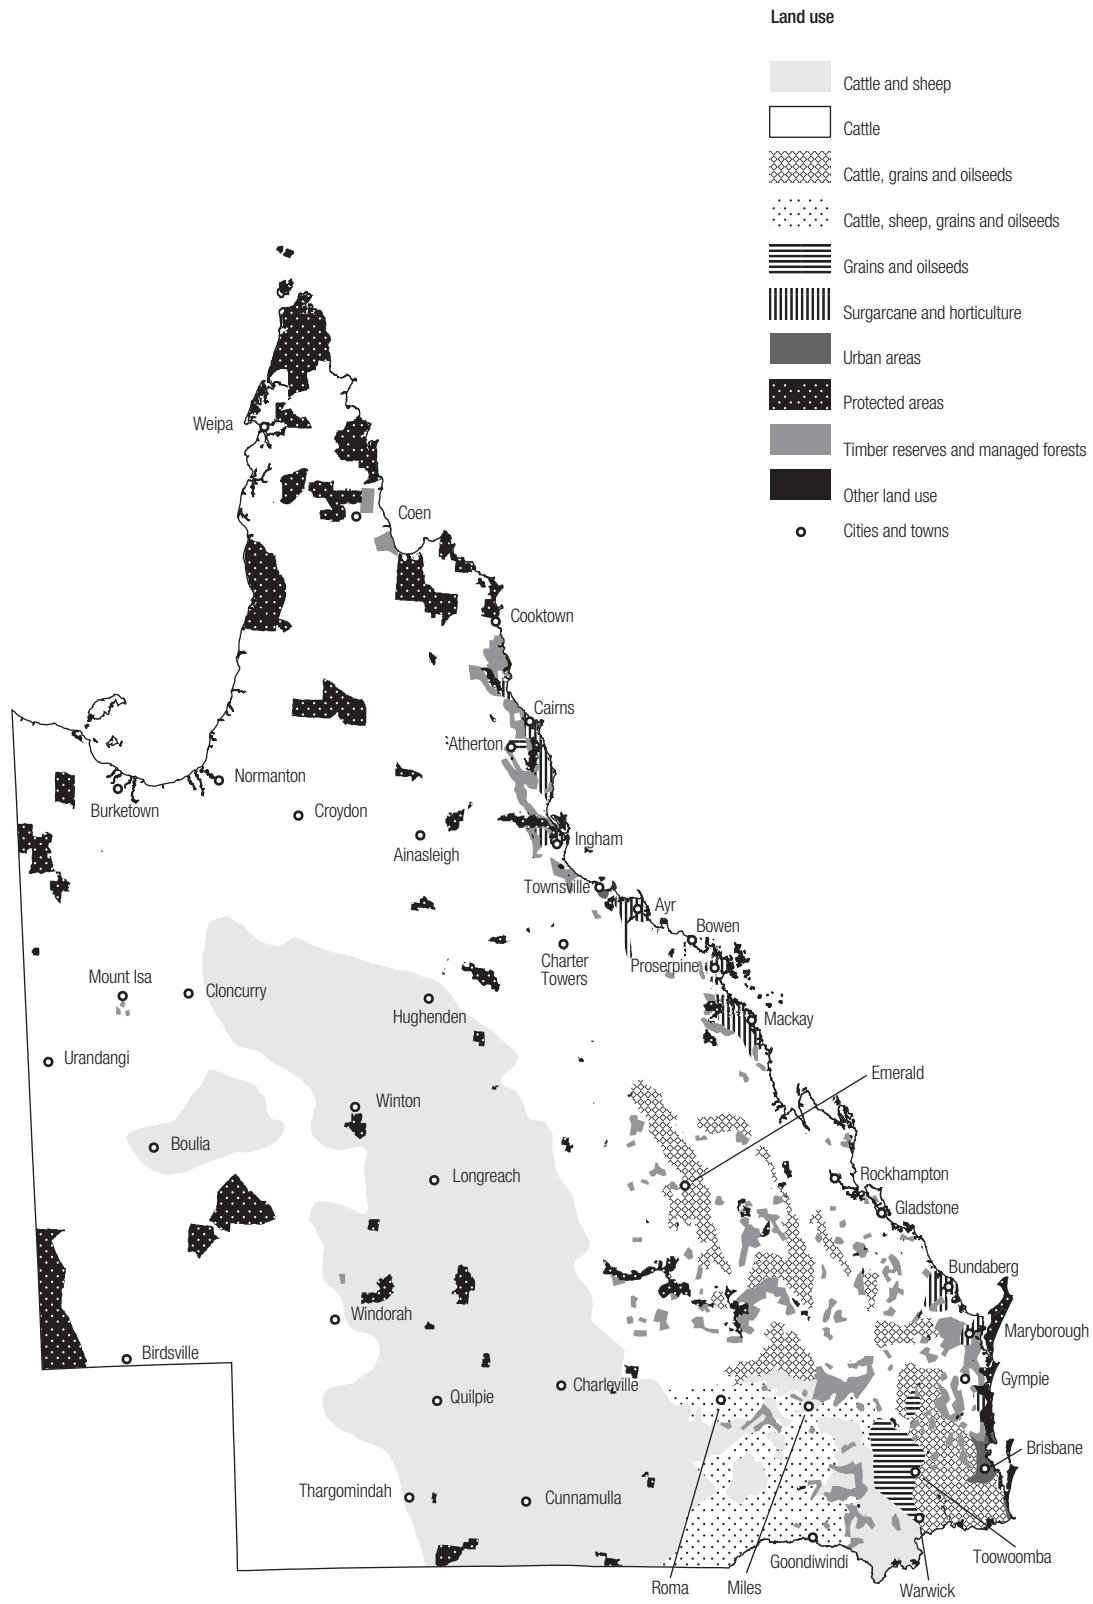 Land use
Cattle and sheep
Cattle
Cattle, grains and oilseeds
Cattle, sheep, grains and oilseeds
Grains and oilseeds
Surgarcane and horticulture
Urban areas
Protected areas
Timber reserves and managed forests
Other land use
Cities and towns
Weipa
Coen
Cooktown
Cairns
Atherton
Normanton
Burketown
Croydon
Ainasleigh
Ingham
Townsville
Ayr
Bowen
Charter
Towers
Proserpine
Mount Isa
Cloncurry
Hughenden
Mackay
Urandangi
Emerald
Winton
Boulia
Longreach
Rockhampton
Gladstone
Bundaberg
Windorah
Maryborough
Birdsville
Gympie
Charleville
Quilpie
Brisbane
Thargomindah
Cunnamulla
Goondiwindi
Toowoomba
Roma
Miles
Warwick